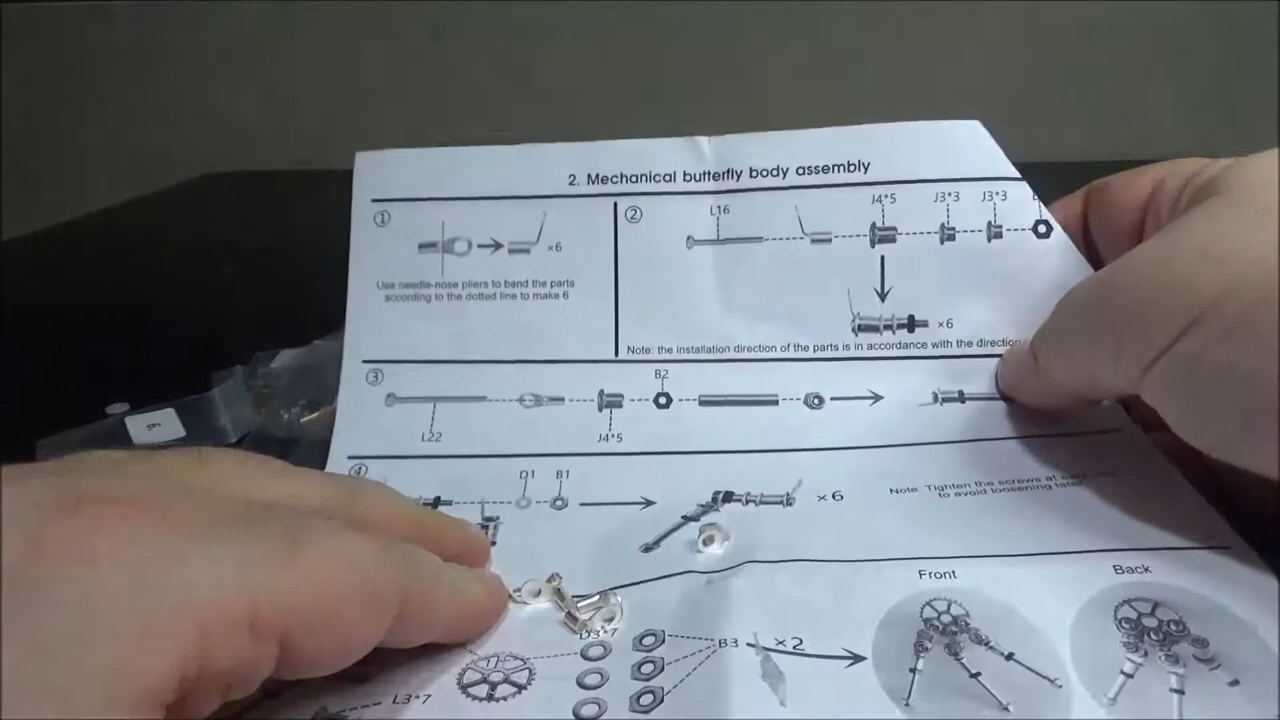 2. Mechanical butterfly body assembly
①
×6
Use needle-nose pliers to bend the parts
according to the dotted line to make 6
②
L16
J4*5
J3*3
J3*3
×6
Note: the installation direction of the parts is in accordance with the direction
③
L22
J4*5
B2
④
D1
B1
×6
Note: Tighten the screws at
to avoid loosening later
L3*7
D3*7
B3
×2
Front
Back
6.